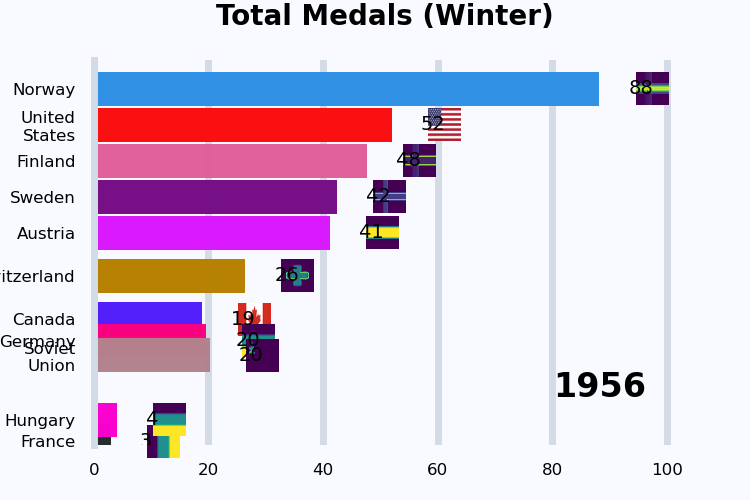 Total Medals (Winter)
Norway 88
United
States 52
Finland 48
Sweden 42
Austria 41
itzerland 26
Canada 19
Germany 20
Soviet
Union 20
1956
Hungary 4
France 3
0 20 40 60 80 100